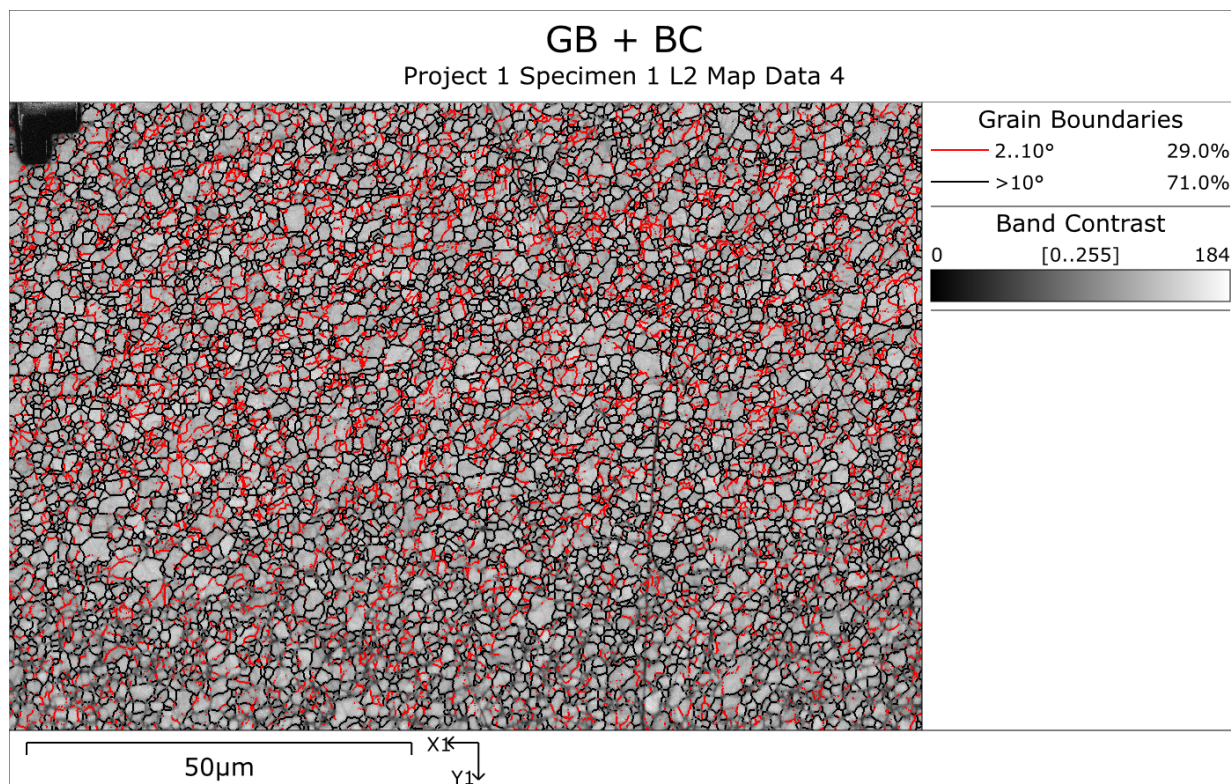 GB + BC
Project 1 Specimen 1 L2 Map Data 4
Grain Boundaries
2..10° 29.0%
>10° 71.0%
Band Contrast
0 [0..255] 184
50µm
X1
Y1